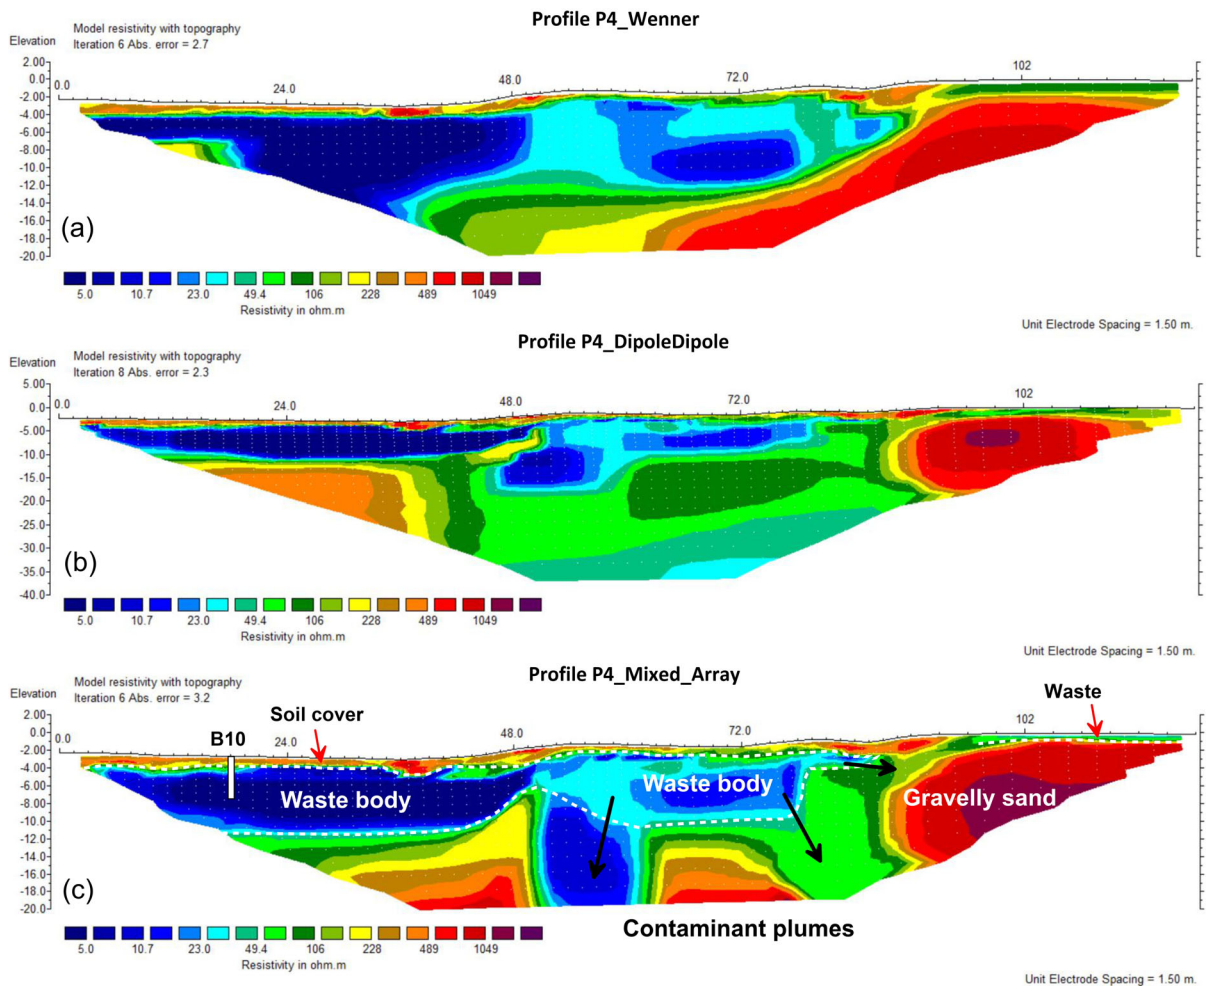 Profile P4_Wenner
Model resistivity with topography
Elevation
Iteration 6 Abs. error = 2.7
2.00
0.0
-2.00
-4.00
-6.00
-8.00
-10.0
-12.0
-14.0
-16.0
-18.0
-20.0
0.0 24.0 48.0 72.0 102
(a)
5.0 10.7 23.0 49.4 106 228 489 1049
Resistivity in ohm.m
Unit Electrode Spacing = 1.50 m.
Profile P4_DipoleDipole
Model resistivity with topography
Elevation
Iteration 8 Abs. error = 2.3
5.00
0.0
-5.00
-10.0
-15.0
-20.0
-25.0
-30.0
-35.0
-40.0
0.0 24.0 48.0 72.0 102
(b)
5.0 10.7 23.0 49.4 106 228 489 1049
Resistivity in ohm.m
Unit Electrode Spacing = 1.50 m.
Profile P4_Mixed_Array
Model resistivity with topography
Elevation
Iteration 6 Abs. error = 3.2
2.00
0.0
-2.00
-4.00
-6.00
-8.00
-10.0
-12.0
-14.0
-16.0
-18.0
-20.0
Soil cover
Waste
B10
0.0 24.0 48.0 72.0 102
Waste body
Waste body
Gravelly sand
(c)
Contaminant plumes
5.0 10.7 23.0 49.4 106 228 489 1049
Resistivity in ohm.m
Unit Electrode Spacing = 1.50 m.